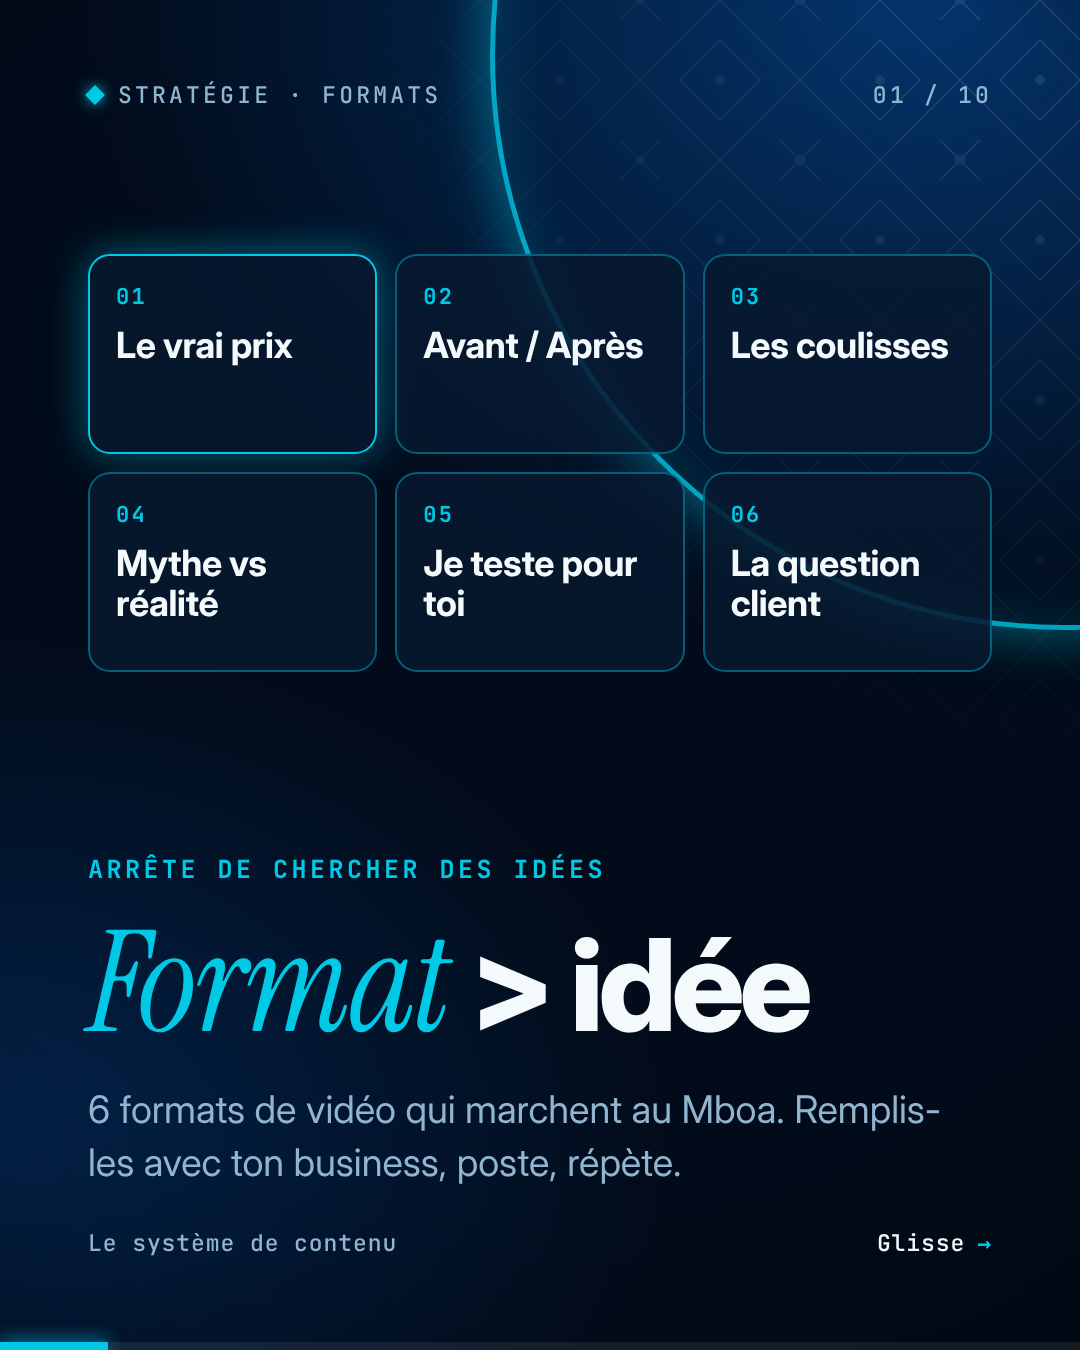 STRATÉGIE · FORMATS
01 / 10
01
Le vrai prix
02
Avant / Après
03
Les coulisses
04
Mythe vs
réalité
05
Je teste pour
toi
06
La question
client
ARRÊTE DE CHERCHER DES IDÉES
Format > idée
6 formats de vidéo qui marchent au Mboa. Remplis-
les avec ton business, poste, répète.
Le système de contenu
Glisse →